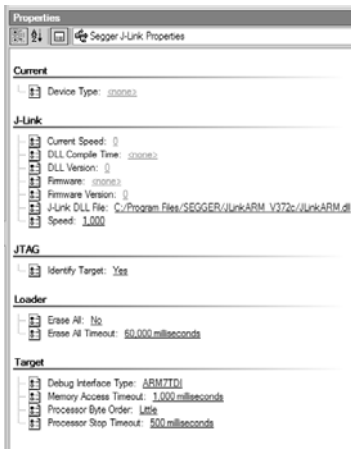 Properties
Segger J-Link Properties
Current
Device Type: <none>
J-Link
Current Speed: 0
DLL Compile Time: <none>
DLL Version: 0
Firmware: <none>
Firmware Version: 0
J-Link DLL File: C:/Program Files/SEGGER/JLinkARM_V372c/JLinkARM.dll
Speed: 1,000
JTAG
Identify Target: Yes
Loader
Erase All: No
Erase All Timeout: 60,000 milliseconds
Target
Debug Interface Type: ARM7TDI
Memory Access Timeout: 1,000 milliseconds
Processor Byte Order: Little
Processor Stop Timeout: 500 milliseconds